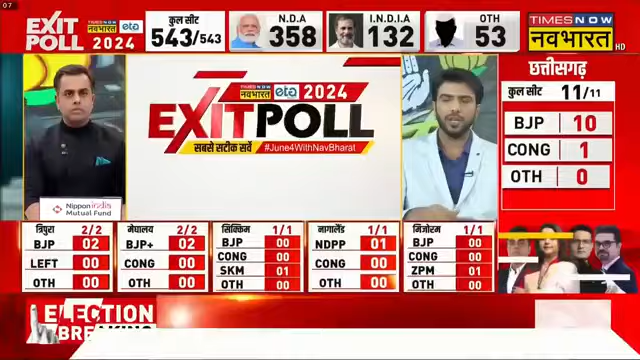 07
EXIT POLL
TIMES NOW
नवभारत eta
2024
कुल सीट
543/543
N.D.A
358
I.N.D.I.A
132
OTH
53
TIMES NOW
नवभारत HD
TIMES NOW
नवभारत eta 2024
EXIT POLL
सबसे सटीक सर्वे #June4WithNavBharat
छत्तीसगढ़
कुल सीट 11/11
BJP 10
CONG 1
OTH 0
Nippon india
Mutual Fund
त्रिपुरा 2/2
BJP 02
LEFT 00
OTH 00
मेघालय 2/2
BJP+ 02
CONG 00
OTH 00
सिक्किम 1/1
BJP 00
CONG 00
SKM 01
OTH 00
नागालैंड 1/1
NDPP 01
CONG 00
OTH 00
मिजोरम 1/1
BJP 00
CONG 00
ZPM 01
OTH 00
ELECTION